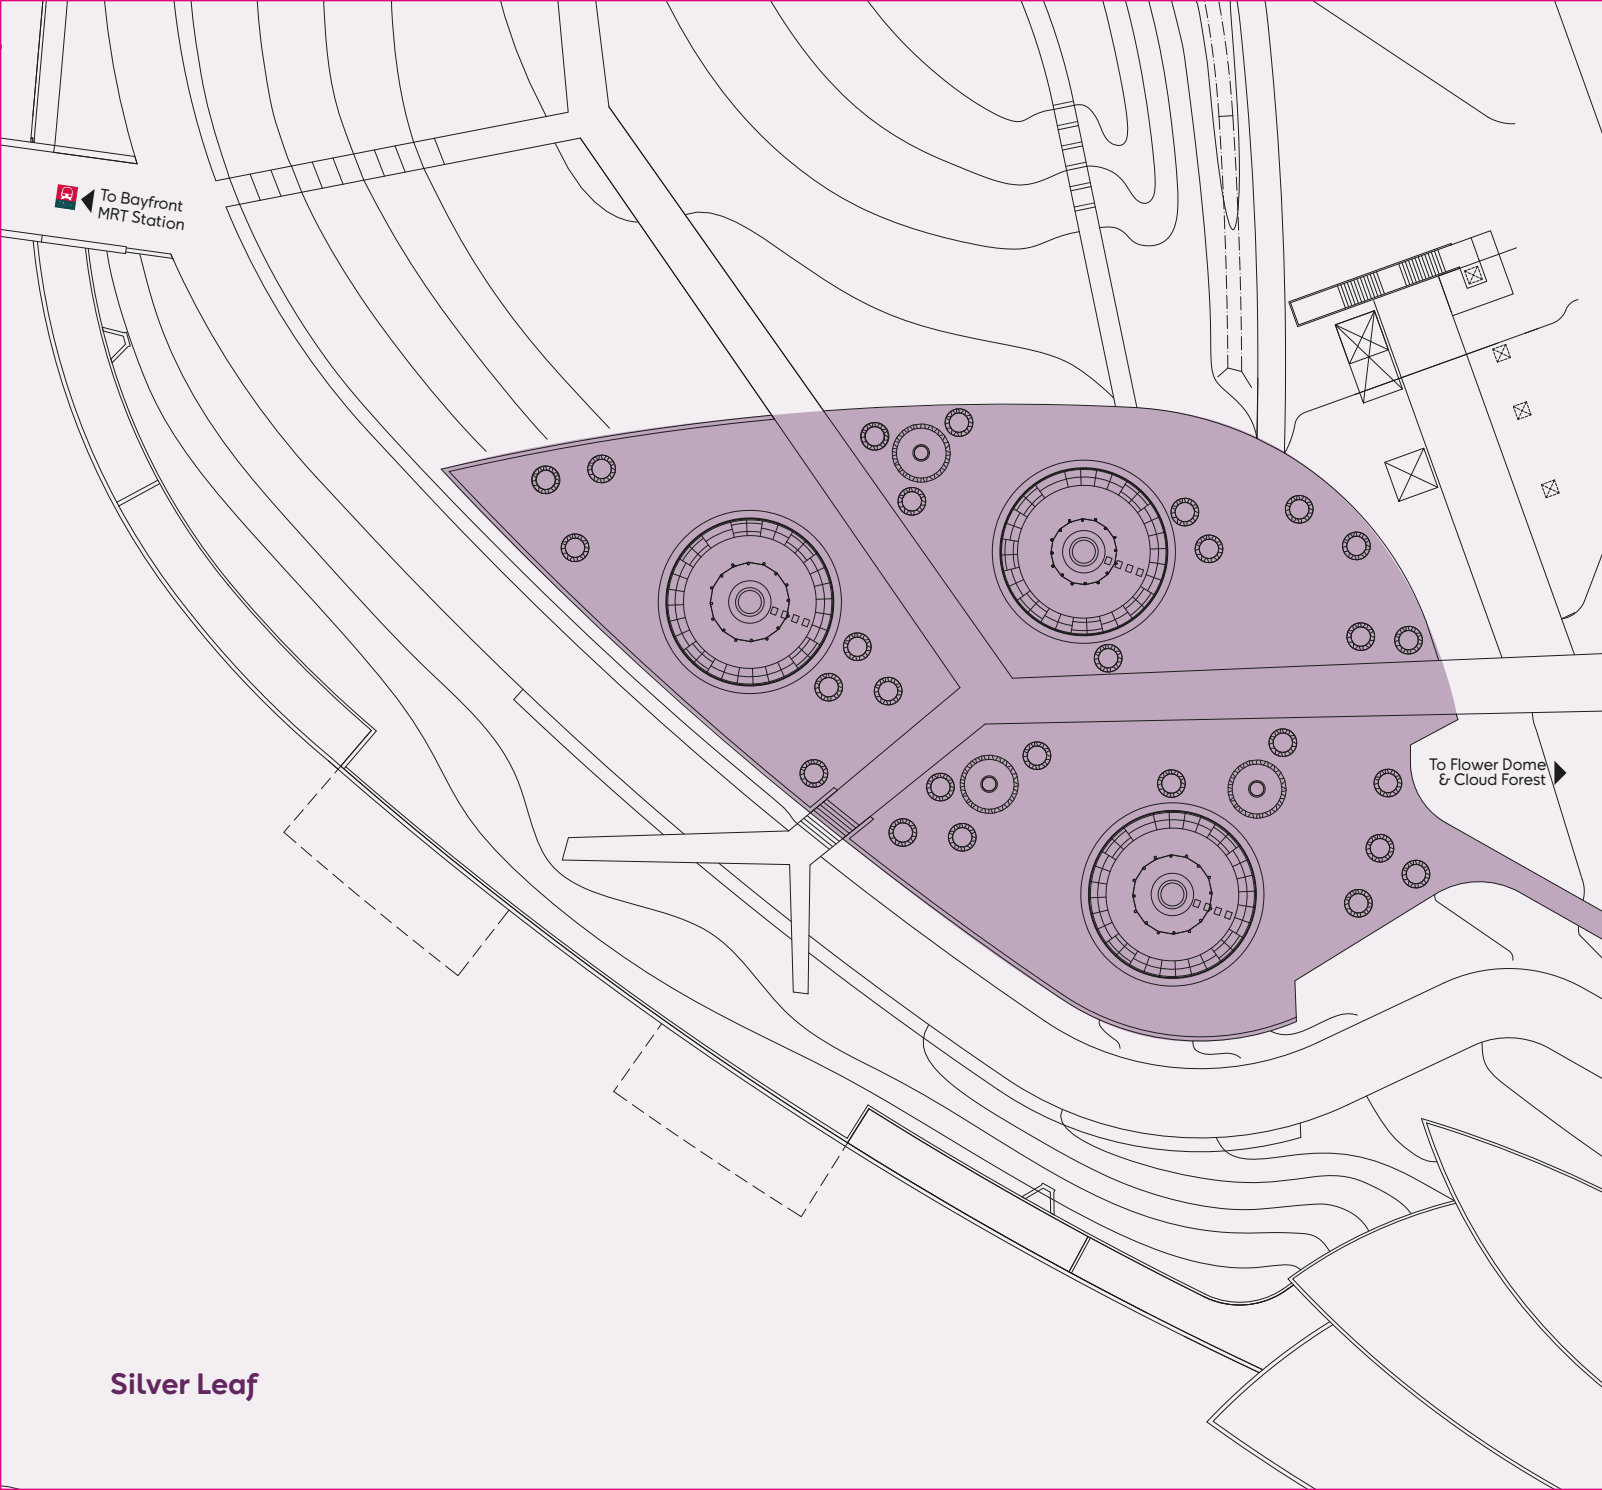 To Bayfront
MRT Station
To Flower Dome
& Cloud Forest
Silver Leaf